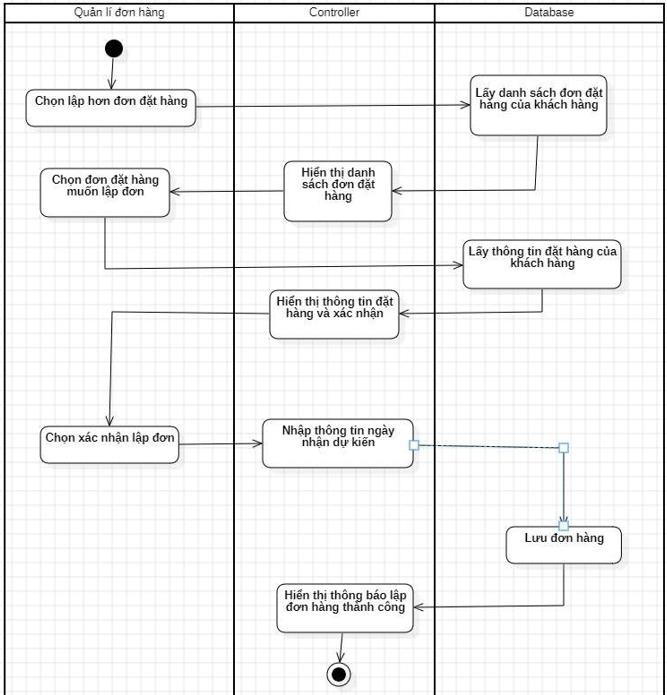 Quản lí đơn hàng
Controller
Database
Chọn lập hơn đơn đặt hàng
Lấy danh sách đơn đặt
hàng của khách hàng
Hiển thị danh
sách đơn đặt
hàng
Chọn đơn đặt hàng
muốn lập đơn
Lấy thông tin đặt hàng của
khách hàng
Hiển thị thông tin đặt
hàng và xác nhận
Chọn xác nhận lập đơn
Nhập thông tin ngày
nhận dự kiến
Lưu đơn hàng
Hiển thị thông báo lập
đơn hàng thành công